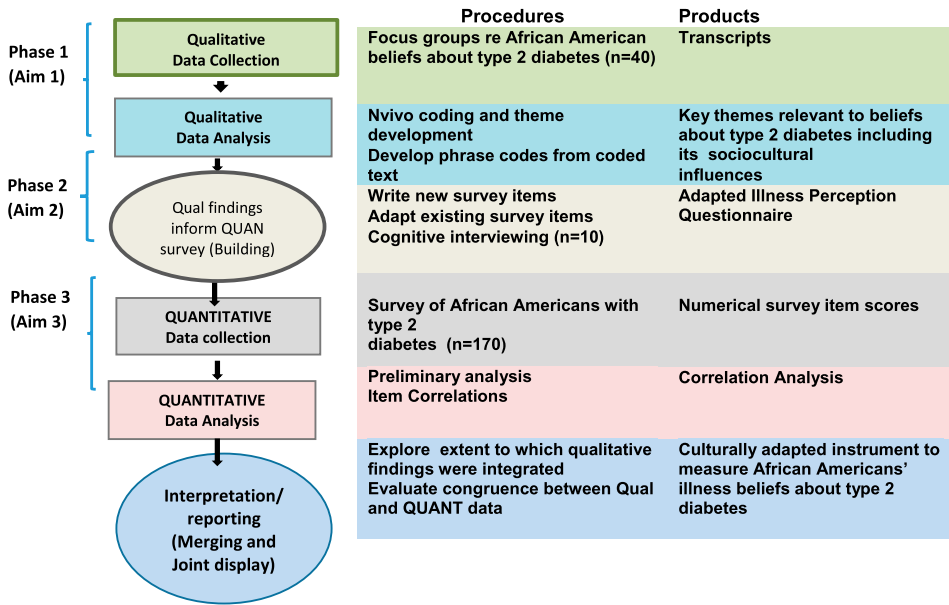 Procedures
Products
Phase 1
(Aim 1)
Qualitative
Data Collection
Focus groups re African American
beliefs about type 2 diabetes (n=40)
Transcripts
Qualitative
Data Analysis
Nvivo coding and theme
development
Develop phrase codes from coded
text
Key themes relevant to beliefs
about type 2 diabetes including
its sociocultural
influences
Phase 2
(Aim 2)
Qual findings
inform QUAN
survey (Building)
Write new survey items
Adapt existing survey items
Cognitive interviewing (n=10)
Adapted Illness Perception
Questionnaire
Phase 3
(Aim 3)
QUANTITATIVE
Data collection
Survey of African Americans with
type 2
diabetes (n=170)
Numerical survey item scores
QUANTITATIVE
Data Analysis
Preliminary analysis
Item Correlations
Correlation Analysis
Interpretation/
reporting
(Merging and
Joint display)
Explore extent to which qualitative
findings were integrated
Evaluate congruence between Qual
and QUANT data
Culturally adapted instrument to
measure African Americans’
illness beliefs about type 2
diabetes